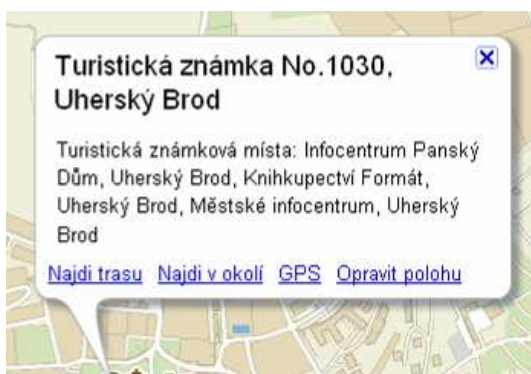 Turistická známka No.1030,
Uherský Brod
Turistická známková místa: Infocentrum Panský
Dům, Uherský Brod, Knihkupectví Formát,
Uherský Brod, Městské infocentrum, Uherský
Brod
Najdi trasu Najdi v okolí GPS Opravit polohu